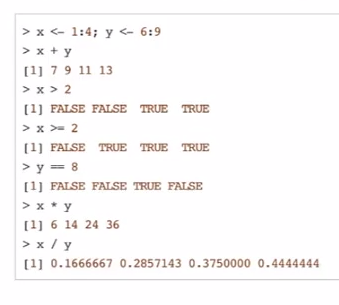 > x <- 1:4; y <- 6:9
> x + y
[1] 7 9 11 13
> x > 2
[1] FALSE FALSE  TRUE  TRUE
> x >= 2
[1] FALSE  TRUE  TRUE  TRUE
> y == 8
[1] FALSE FALSE TRUE FALSE
> x * y
[1] 6 14 24 36
> x / y
[1] 0.1666667 0.2857143 0.3750000 0.4444444